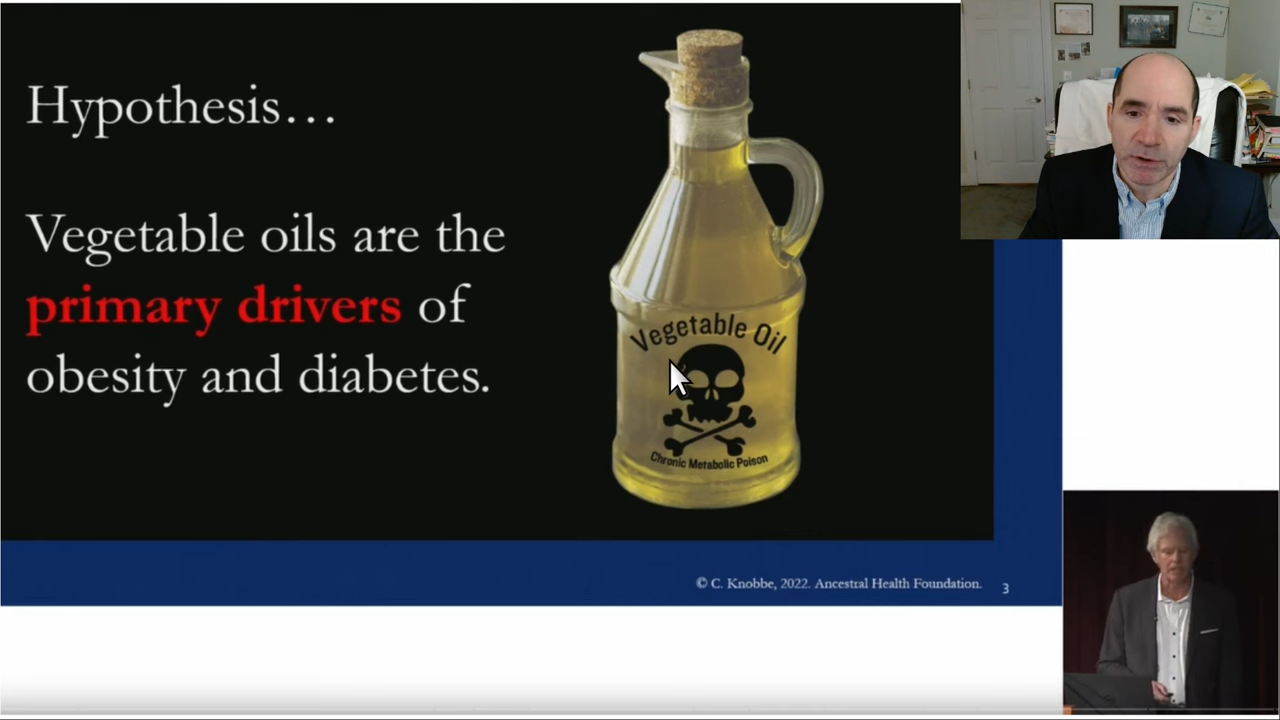 Hypothesis…
Vegetable oils are the
primary drivers of
obesity and diabetes.
Vegetable Oil
Chronic Metabolic Poison
© C. Knobbe, 2022. Ancestral Health Foundation.
3